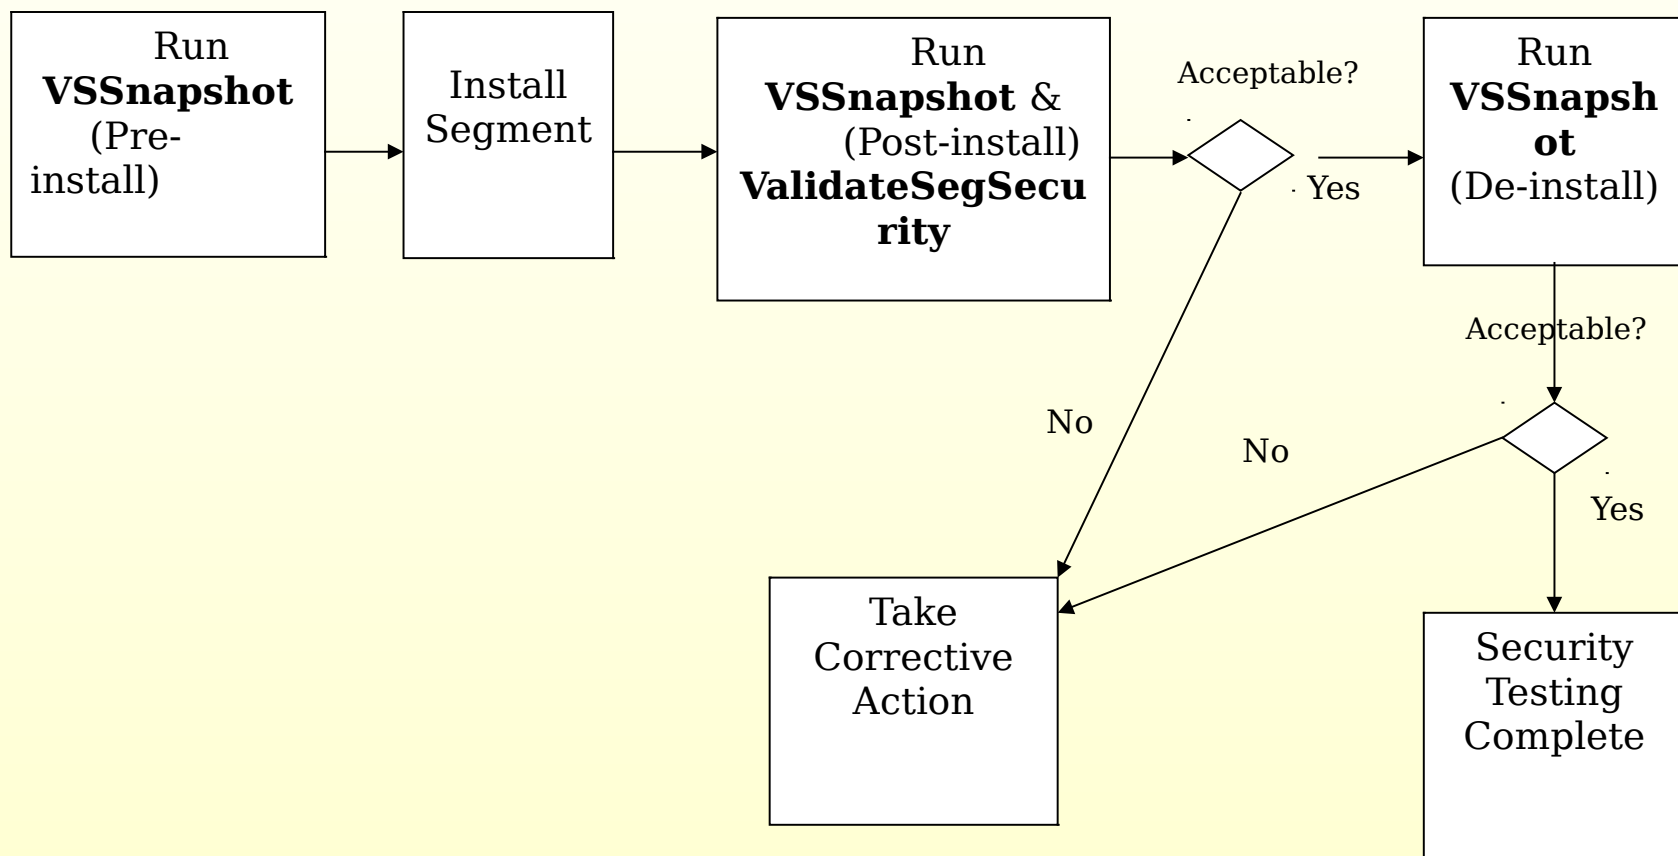 Run
VSSnapshot
(Pre-
install)
Install
Segment
Run
VSSnapshot &
(Post-install)
ValidateSegSecu
rity
Acceptable?
Yes
Run
VSSnapsh
ot
(De-install)
Acceptable?
No
No
Yes
Take
Corrective
Action
Security
Testing
Complete